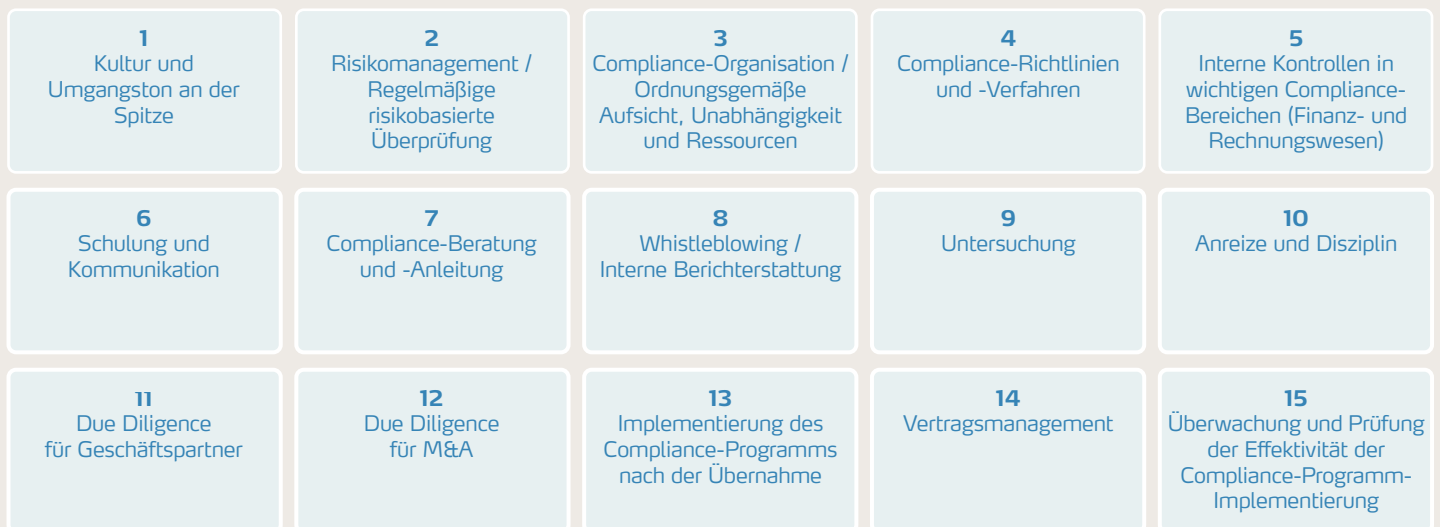 1
Kultur und
Umgangston an der
Spitze
2
Risikomanagement /
Regelmäßige
risikobasierte
Überprüfung
3
Compliance-Organisation /
Ordnungsgemäße
Aufsicht, Unabhängigkeit
und Ressourcen
4
Compliance-Richtlinien
und -Verfahren
5
Interne Kontrollen in
wichtigen Compliance-
Bereichen (Finanz- und
Rechnungswesen)
6
Schulung und
Kommunikation
7
Compliance-Beratung
und -Anleitung
8
Whistleblowing /
Interne Berichterstattung
9
Untersuchung
10
Anreize und Disziplin
11
Due Diligence
für Geschäftspartner
12
Due Diligence
für M&A
13
Implementierung des
Compliance-Programms
nach der Übernahme
14
Vertragsmanagement
15
Überwachung und Prüfung
der Effektivität der
Compliance-Programm-
Implementierung